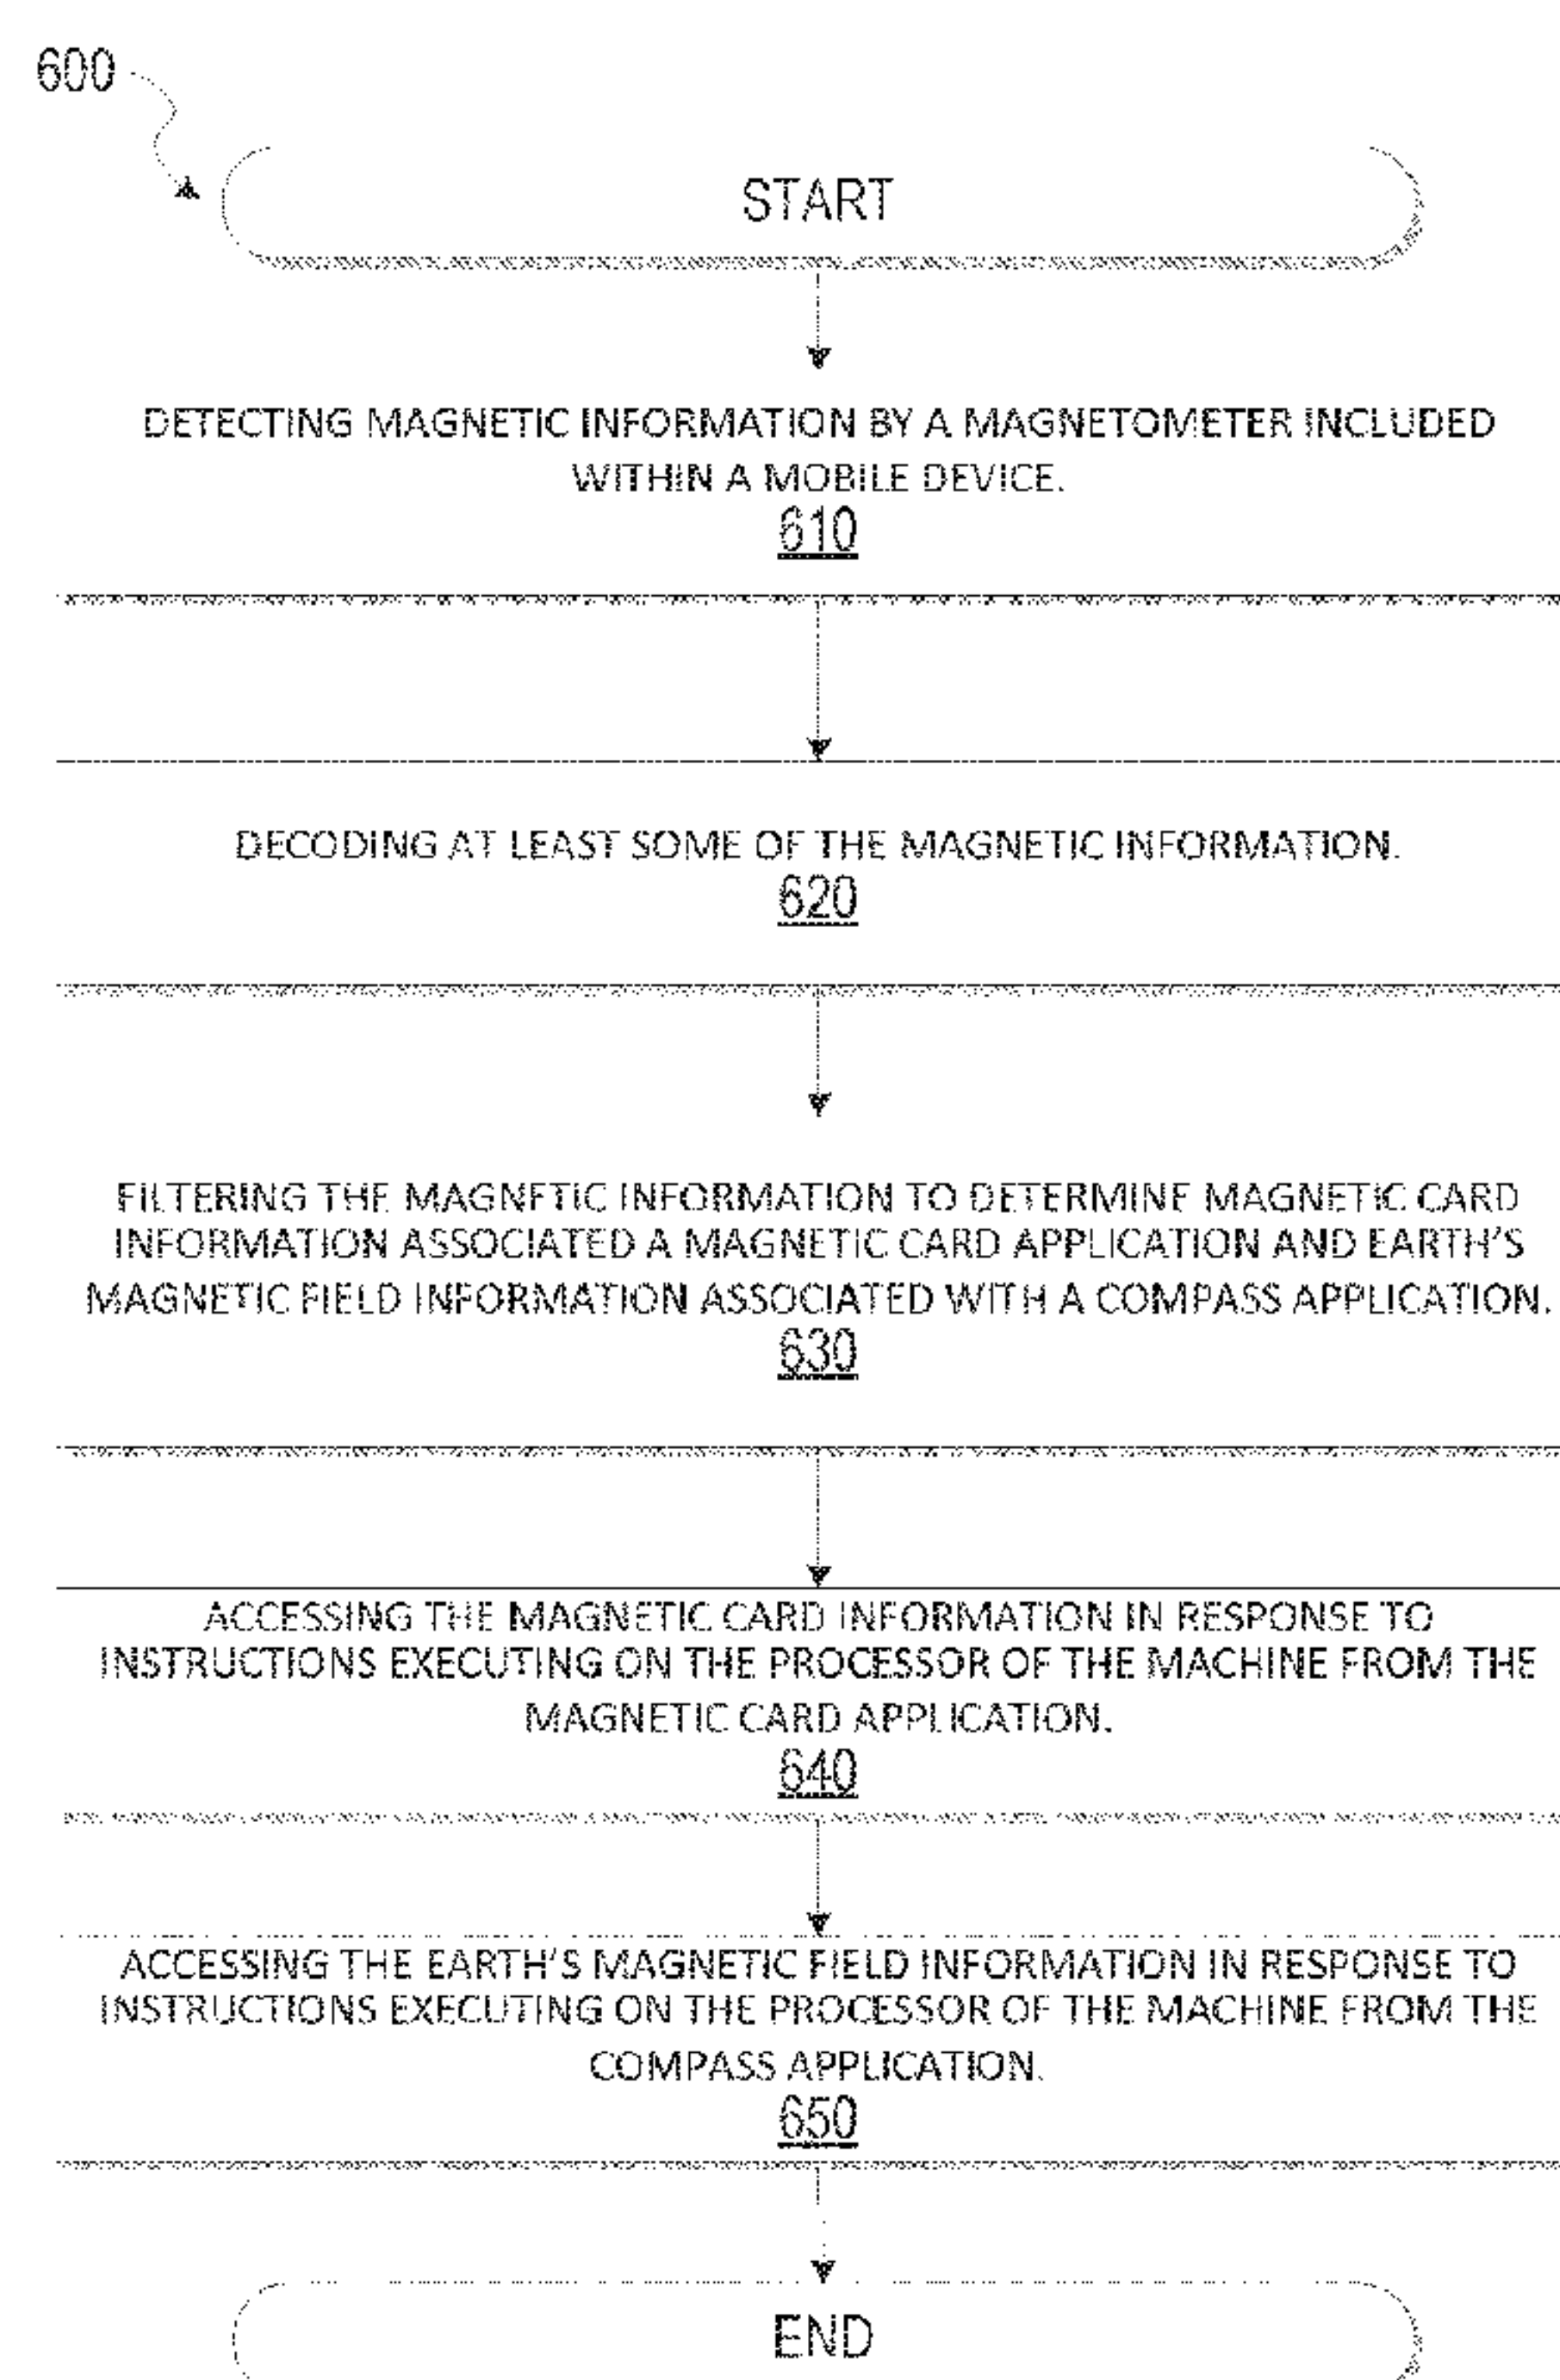 600
START
DETECTING MAGNETIC INFORMATION BY A MAGNETOMETER INCLUDED
WITHIN A MOBILE DEVICE.
610
DECODING AT LEAST SOME OF THE MAGNETIC INFORMATION.
620
FILTERING THE MAGNETIC INFORMATION TO DETERMINE MAGNETIC CARD
INFORMATION ASSOCIATED A MAGNETIC CARD APPLICATION AND EARTH'S
MAGNETIC FIELD INFORMATION ASSOCIATED WITH A COMPASS APPLICATION.
630
ACCESSING THE MAGNETIC CARD INFORMATION IN RESPONSE TO
INSTRUCTIONS EXECUTING ON THE PROCESSOR OF THE MACHINE FROM THE
MAGNETIC CARD APPLICATION.
640
ACCESSING THE EARTH'S MAGNETIC FIELD INFORMATION IN RESPONSE TO
INSTRUCTIONS EXECUTING ON THE PROCESSOR OF THE MACHINE FROM THE
COMPASS APPLICATION.
650
END